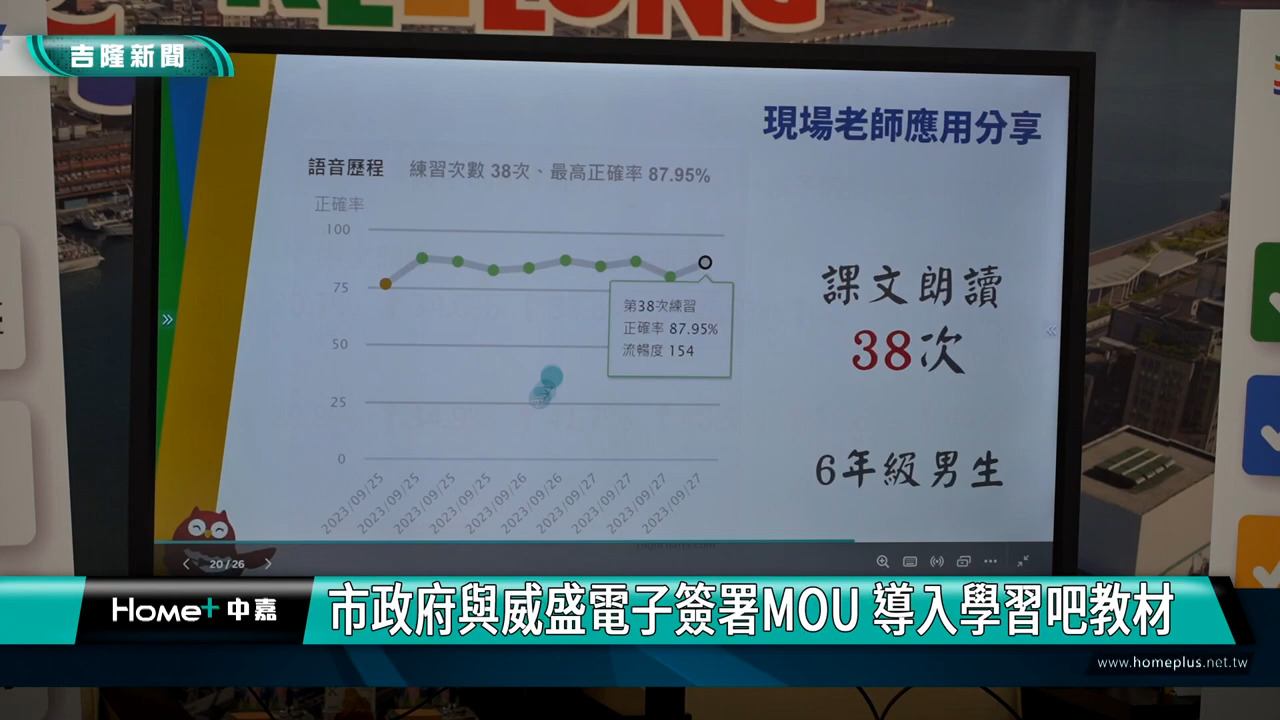 KEELUNG
吉隆新聞
現場老師應用分享
語音歷程 練習次數 38次、最高正確率 87.95%
正確率
100
75
50
25
0
第38次練習
正確率 87.95%
流暢度 154
2023/09/25
2023/09/25
2023/09/25
2023/09/25
2023/09/26
2023/09/26
2023/09/27
2023/09/27
2023/09/27
2023/09/27
課文朗讀
38次
6年級男生
20/26
Home+ 中嘉
市政府與威盛電子簽署MOU 導入學習吧教材
www.homeplus.net.tw